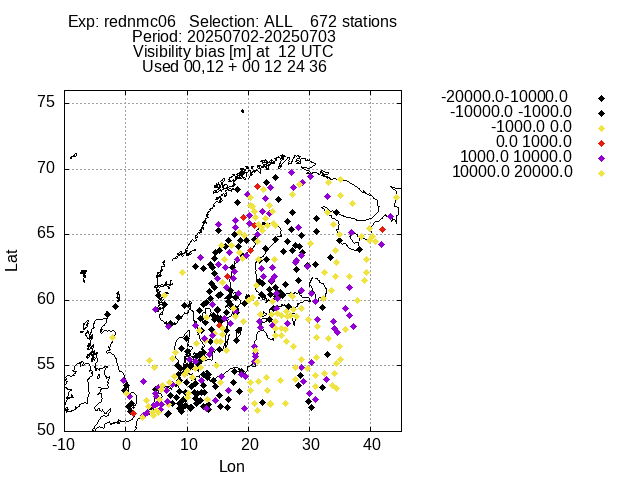 Exp: rednmc06   Selection: ALL    672 stations
Period: 20250702-20250703
Visibility bias [m] at  12 UTC
Used 00,12 + 00 12 24 36
-20000.0-10000.0
-10000.0 -1000.0
-1000.0 0.0
0.0 1000.0
1000.0 10000.0
10000.0 20000.0
75
70
65
60
55
50
Lat
-10 0 10 20 30 40
Lon